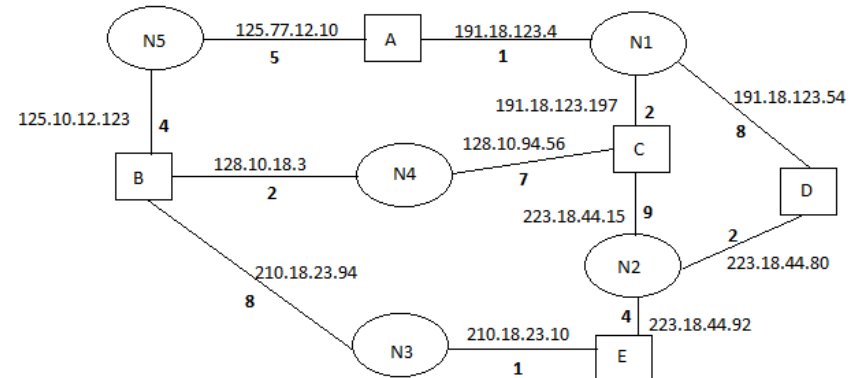 N5
125.77.12.10
A
191.18.123.4
N1
5
1
125.10.12.123
4
191.18.123.197
2
191.18.123.54
8
128.10.94.56
C
B
128.10.18.3
N4
7
D
2
223.18.44.15
9
2
223.18.44.80
N2
210.18.23.94
8
4
223.18.44.92
210.18.23.10
N3
E
1